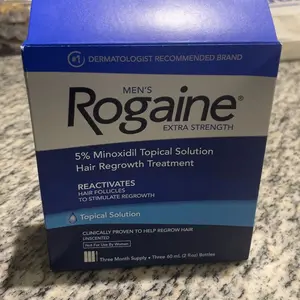 #1 DERMATOLOGIST RECOMMENDED BRAND
MEN'S
Rogaine®
EXTRA STRENGTH
5% Minoxidil Topical Solution
Hair Regrowth Treatment
REACTIVATES
HAIR FOLLICLES
TO STIMULATE REGROWTH
Topical Solution
CLINICALLY PROVEN TO HELP REGROW HAIR
UNSCENTED
Not For Use By Women
Three Month Supply • Three 60 mL (2 fl oz) Bottles